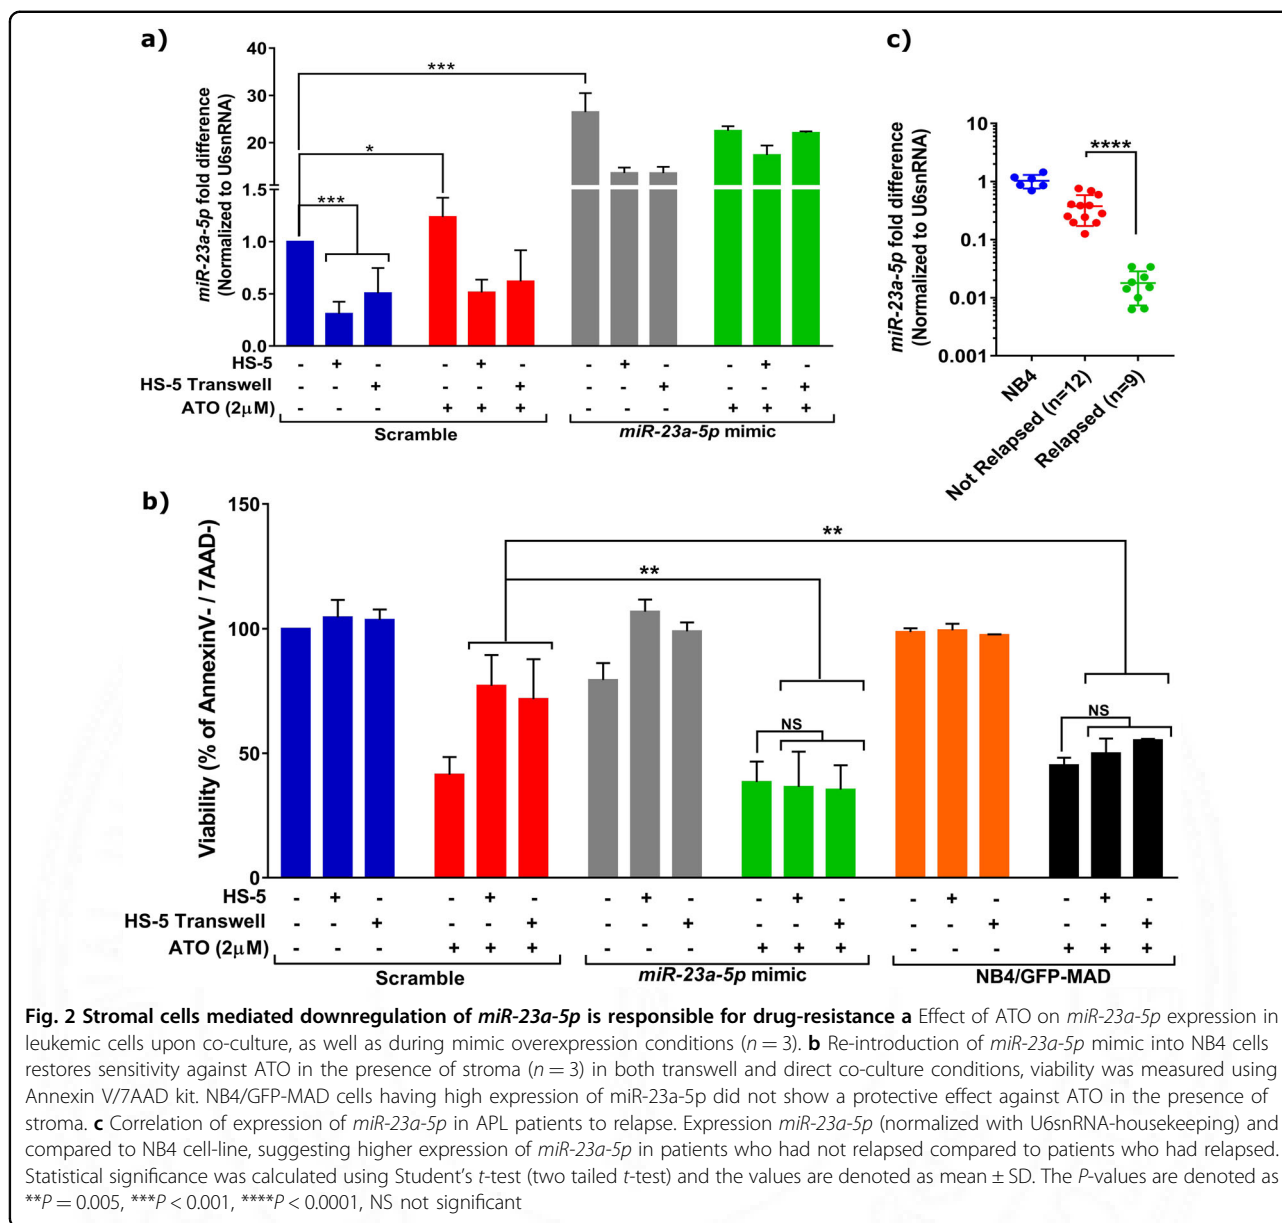 a)
miR-23a-5p fold difference
(Normalized to U6snRNA)
40
30
20
1.5
1.0
0.5
0.0
***
*
***
HS-5 - + - - + - - + - - + -
HS-5 Transwell - - + - - + - - + - - +
ATO (2µM) - - - + + + - - - + + +
Scramble
miR-23a-5p mimic
c)
miR-23a-5p fold difference
(Normalized to U6snRNA)
10
1
0.1
0.01
0.001
****
NB4
Not Relapsed (n=12)
Relapsed (n=9)
b)
Viability (% of AnnexinV- / 7AAD-)
150
100
50
0
**
**
NS
NS
HS-5 - + - - + - - + - - + - - + - - + -
HS-5 Transwell - - + - - + - - + - - + - - + - - +
ATO (2µM) - - - + + + - - - + + + - - - + + +
Scramble
miR-23a-5p mimic
NB4/GFP-MAD
Fig. 2 Stromal cells mediated downregulation of miR-23a-5p is responsible for drug-resistance a Effect of ATO on miR-23a-5p expression in
leukemic cells upon co-culture, as well as during mimic overexpression conditions (n = 3). b Re-introduction of miR-23a-5p mimic into NB4 cells
restores sensitivity against ATO in the presence of stroma (n = 3) in both transwell and direct co-culture conditions, viability was measured using
Annexin V/7AAD kit. NB4/GFP-MAD cells having high expression of miR-23a-5p did not show a protective effect against ATO in the presence of
stroma. c Correlation of expression of miR-23a-5p in APL patients to relapse. Expression miR-23a-5p (normalized with U6snRNA-housekeeping) and
compared to NB4 cell-line, suggesting higher expression of miR-23a-5p in patients who had not relapsed compared to patients who had relapsed.
Statistical significance was calculated using Student's t-test (two tailed t-test) and the values are denoted as mean ± SD. The P-values are denoted as
**P = 0.005, ***P < 0.001, ****P < 0.0001, NS not significant